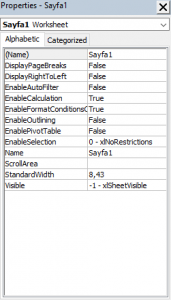 Properties - Sayfa1
Sayfa1 Worksheet
Alphabetic Categorized
(Name) Sayfa1
DisplayPageBreaks False
DisplayRightToLeft False
EnableAutoFilter False
EnableCalculation True
EnableFormatConditionsC True
EnableOutlining False
EnablePivotTable False
EnableSelection 0 - xlNoRestrictions
Name Sayfa1
ScrollArea
StandardWidth 8,43
Visible -1 - xlSheetVisible